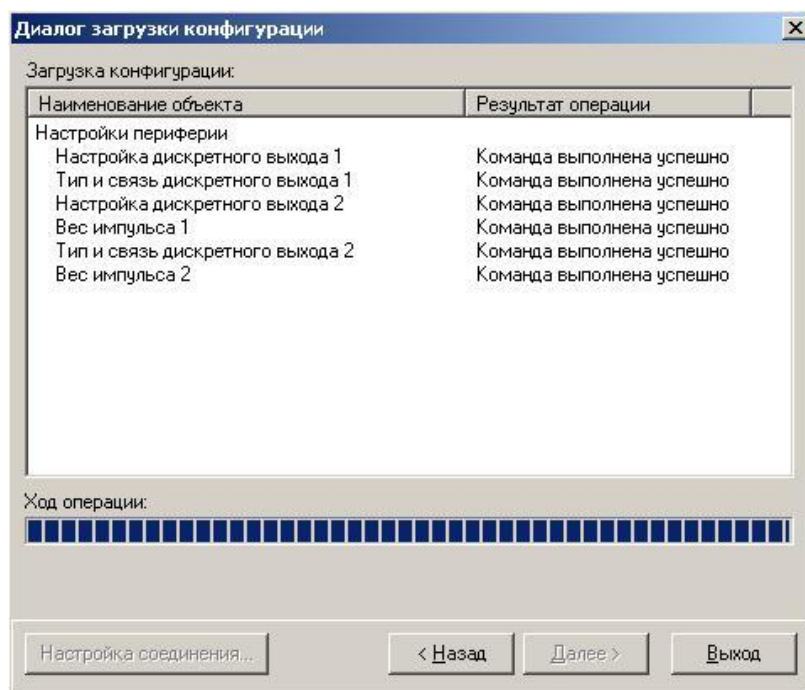 Диалог загрузки конфигурации
Загрузка конфигурации:
Наименование объекта Результат операции
Настройки периферии
Настройка дискретного выхода 1 Команда выполнена успешно
Тип и связь дискретного выхода 1 Команда выполнена успешно
Настройка дискретного выхода 2 Команда выполнена успешно
Вес импульса 1 Команда выполнена успешно
Тип и связь дискретного выхода 2 Команда выполнена успешно
Вес импульса 2 Команда выполнена успешно
Ход операции:
Настройка соединения... < Назад Далее > Выход